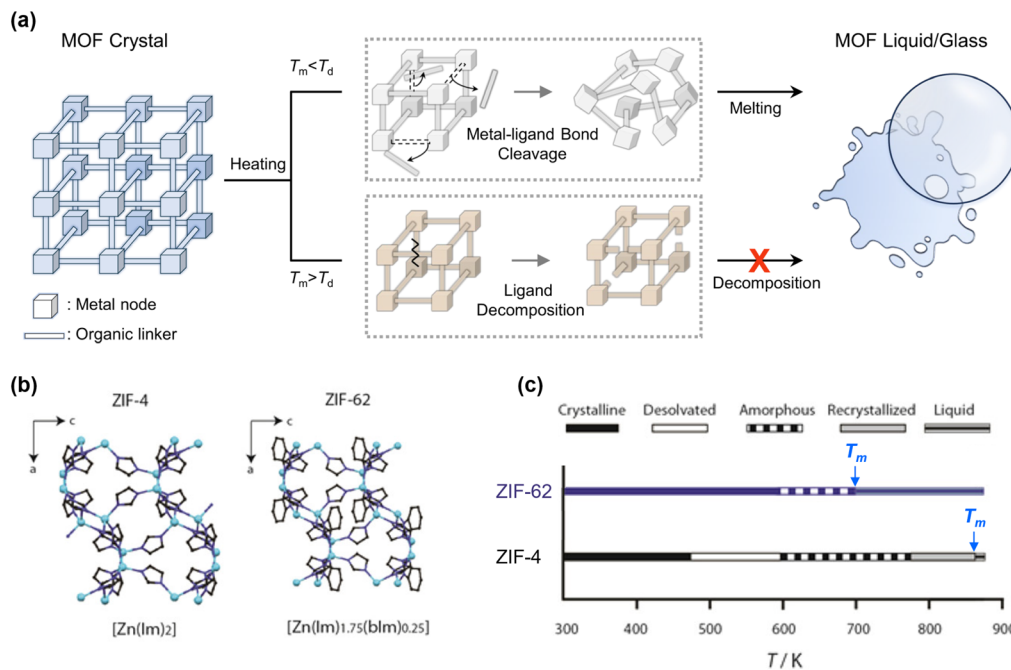 (a)
MOF Crystal
MOF Liquid/Glass
Tm<Td
Metal-ligand Bond
Cleavage
Melting
Heating
Tm>Td
Ligand
Decomposition
X
Decomposition
: Metal node
: Organic linker
(b)
ZIF-4
ZIF-62
c
a
c
a
[Zn(Im)2]
[Zn(Im)1.75(bIm)0.25]
(c)
Crystalline Desolvated Amorphous Recrystallized Liquid
Tm
ZIF-62
Tm
ZIF-4
300 400 500 600 700 800 900
T / K